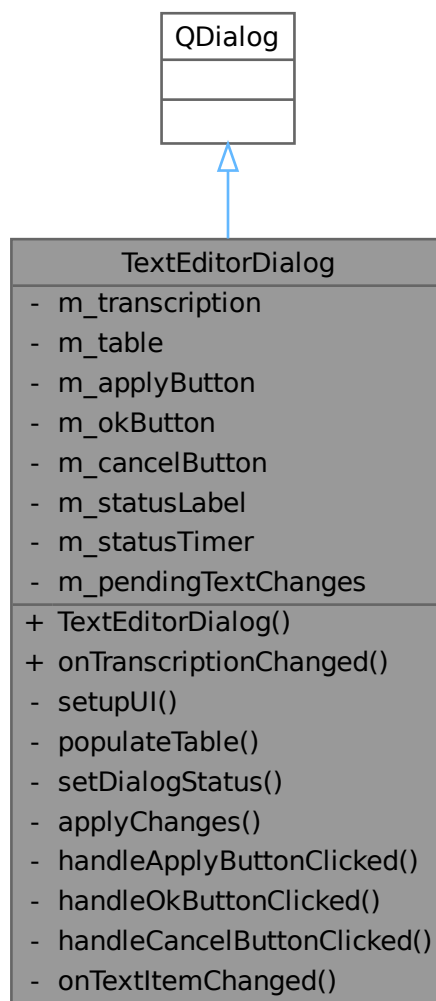 QDialog
TextEditorDialog
- m_transcription
- m_table
- m_applyButton
- m_okButton
- m_cancelButton
- m_statusLabel
- m_statusTimer
- m_pendingTextChanges
+ TextEditorDialog()
+ onTranscriptionChanged()
- setupUI()
- populateTable()
- setDialogStatus()
- applyChanges()
- handleApplyButtonClicked()
- handleOkButtonClicked()
- handleCancelButtonClicked()
- onTextItemChanged()